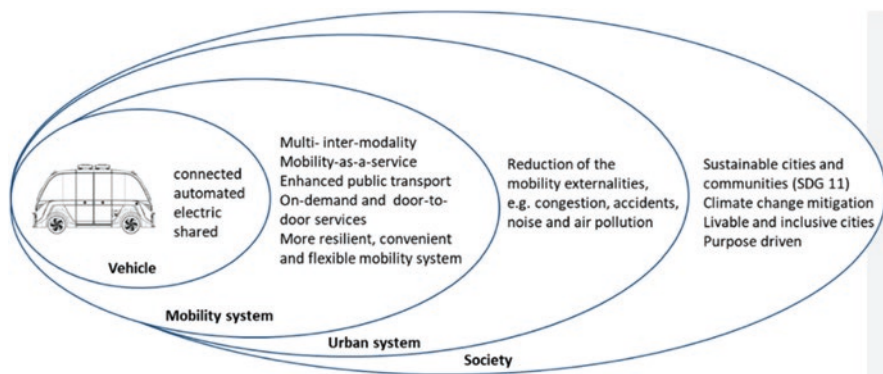 connected
automated
electric
shared
Vehicle
Multi- inter-modality
Mobility-as-a-service
Enhanced public transport
On-demand and door-to-
door services
More resilient, convenient
and flexible mobility system
Mobility system
Reduction of the
mobility externalities,
e.g. congestion, accidents,
noise and air pollution
Urban system
Sustainable cities and
communities (SDG 11)
Climate change mitigation
Livable and inclusive cities
Purpose driven
Society